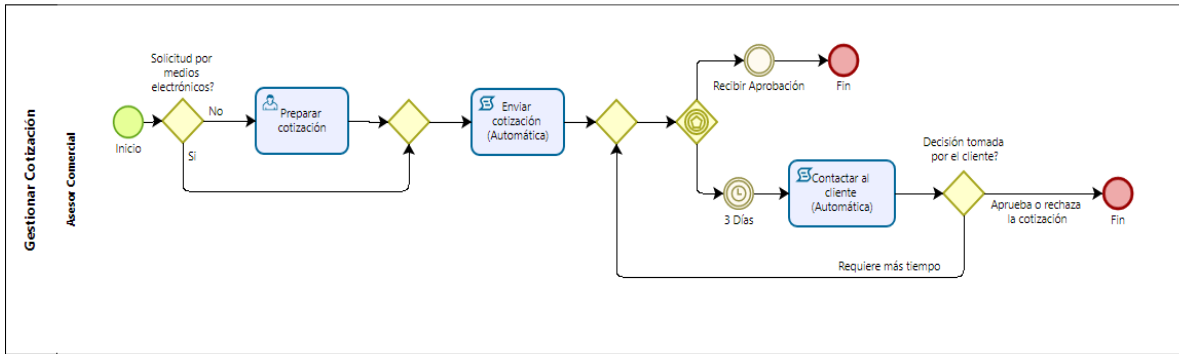 Gestionar Cotización
Asesor Comercial
Inicio
Solicitud por
medios
electrónicos?
No
Si
Preparar
cotización
Enviar
cotización
(Automática)
Recibir Aprobación
Fin
3 Días
Contactar al
cliente
(Automática)
Decisión tomada
por el cliente?
Aprueba o rechaza
la cotización
Fin
Requiere más tiempo